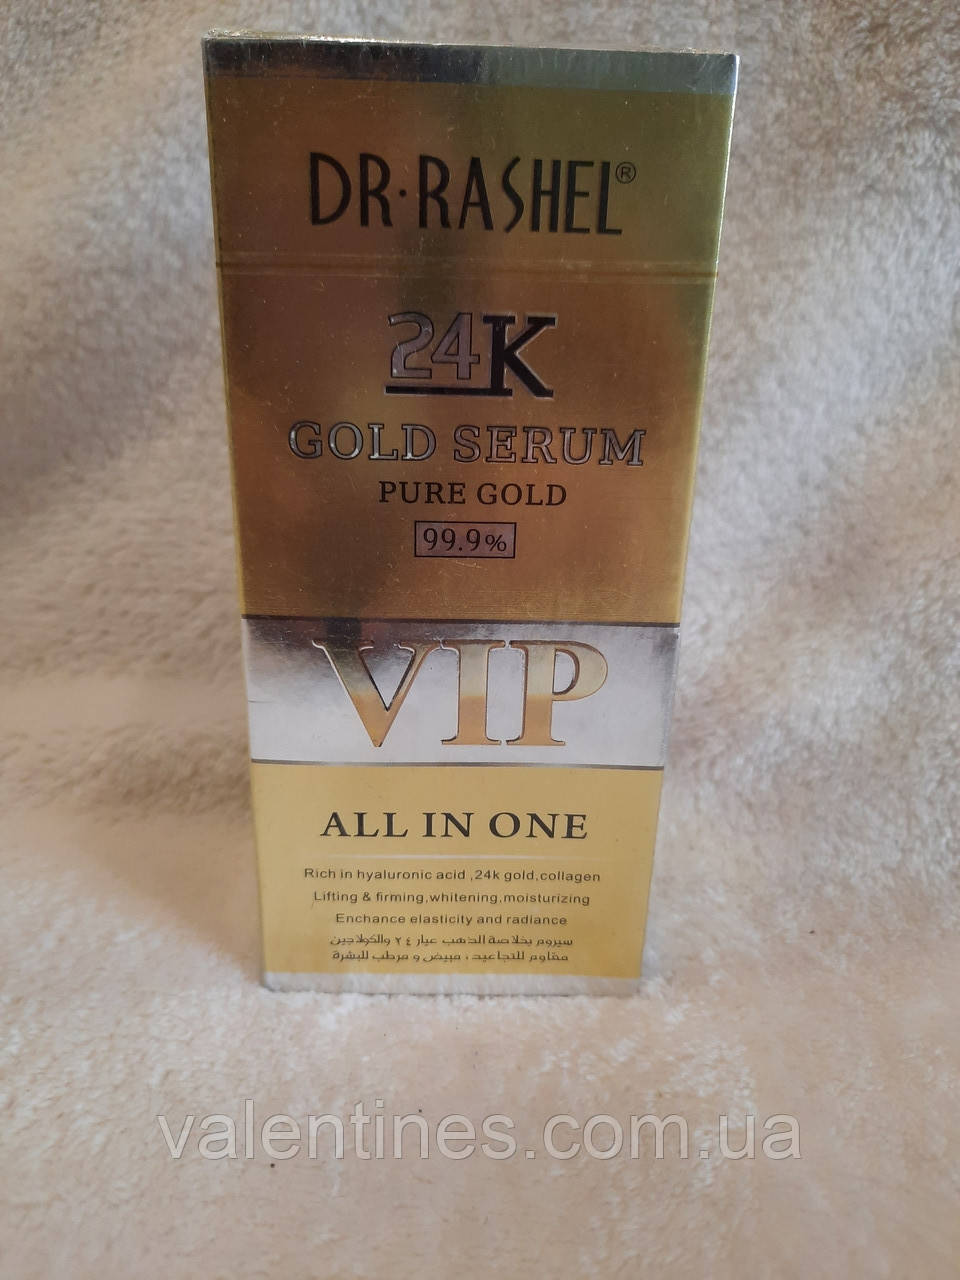 DR·RASHEL®
24K
GOLD SERUM
PURE GOLD
99.9%
VIP
ALL IN ONE
Rich in hyaluronic acid ,24k gold,collagen
Lifting & firming,whitening,moisturizing
Enchance elasticity and radiance
سيروم بخلاصة الذهب عيار ٢٤ والكولاجين
مقاوم للتجاعيد ، مبيض و مرطب للبشرة
valentines.com.ua